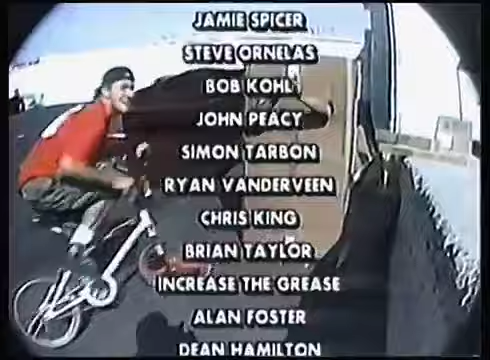 JAMIE SPICER
STEVE ORNELAS
BOB KOHL
JOHN PEACY
SIMON TARBON
RYAN VANDERVEEN
CHRIS KING
BRIAN TAYLOR
INCREASE THE GREASE
ALAN FOSTER
DEAN HAMILTON